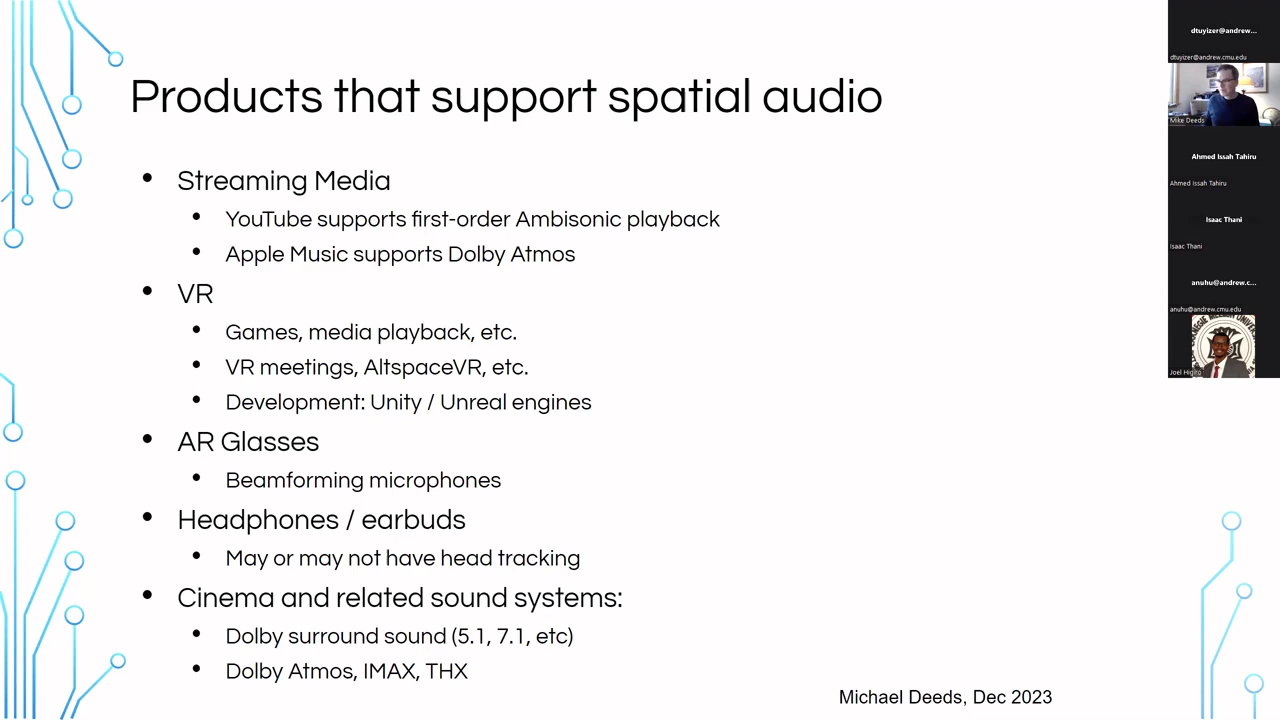 Products that support spatial audio
• Streaming Media
• YouTube supports first-order Ambisonic playback
• Apple Music supports Dolby Atmos
• VR
• Games, media playback, etc.
• VR meetings, AltspaceVR, etc.
• Development: Unity / Unreal engines
• AR Glasses
• Beamforming microphones
• Headphones / earbuds
• May or may not have head tracking
• Cinema and related sound systems:
• Dolby surround sound (5.1, 7.1, etc)
• Dolby Atmos, IMAX, THX
Michael Deeds, Dec 2023
dtuyizer@andrew...
dtuyizer@andrew.cmu.edu
Mike Deeds
Ahmed Issah Tahiru
Ahmed Issah Tahiru
Isaac Thani
Isaac Thani
anuhu@andrew.c...
anuhu@andrew.cmu.edu
Joel Higiro